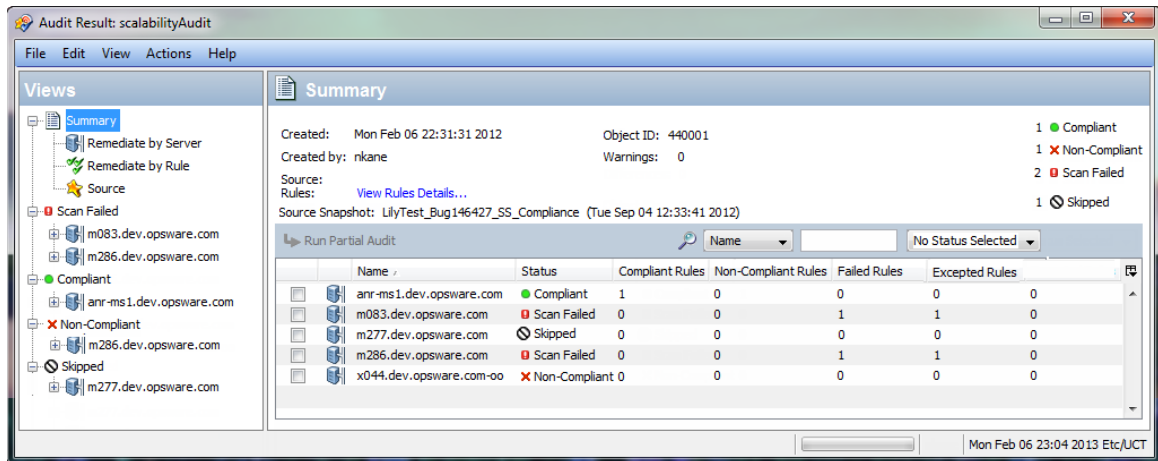 Audit Result: scalabilityAudit
File Edit View Actions Help
Views
Summary
Remediate by Server
Remediate by Rule
Source
Scan Failed
m083.dev.opsware.com
m286.dev.opsware.com
Compliant
anr-ms1.dev.opsware.com
Non-Compliant
m286.dev.opsware.com
Skipped
m277.dev.opsware.com
Summary
Created: Mon Feb 06 22:31:31 2012 Object ID: 440001
Created by: nkane Warnings: 0
Source:
Rules: View Rules Details...
Source Snapshot: LilyTest_Bug146427_SS_Compliance (Tue Sep 04 12:33:41 2012)
1 Compliant
1 Non-Compliant
2 Scan Failed
1 Skipped
Run Partial Audit Name No Status Selected
Name Status Compliant Rules Non-Compliant Rules Failed Rules Excepted Rules
anr-ms1.dev.opsware.com Compliant 1 0 0 0 0
m083.dev.opsware.com Scan Failed 0 0 1 1 0
m277.dev.opsware.com Skipped 0 0 0 0 0
m286.dev.opsware.com Scan Failed 0 0 1 1 0
x044.dev.opsware.com-oo Non-Compliant 0 0 0 0 0
Mon Feb 06 23:04 2013 Etc/UCT